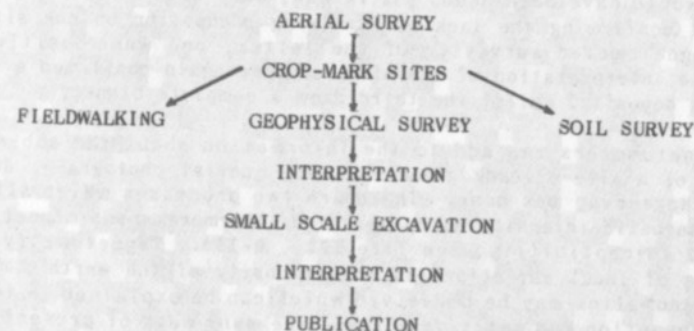 AERIAL SURVEY
CROP-MARK SITES
FIELDWALKING GEOPHYSICAL SURVEY SOIL SURVEY
INTERPRETATION
SMALL SCALE EXCAVATION
INTERPRETATION
PUBLICATION